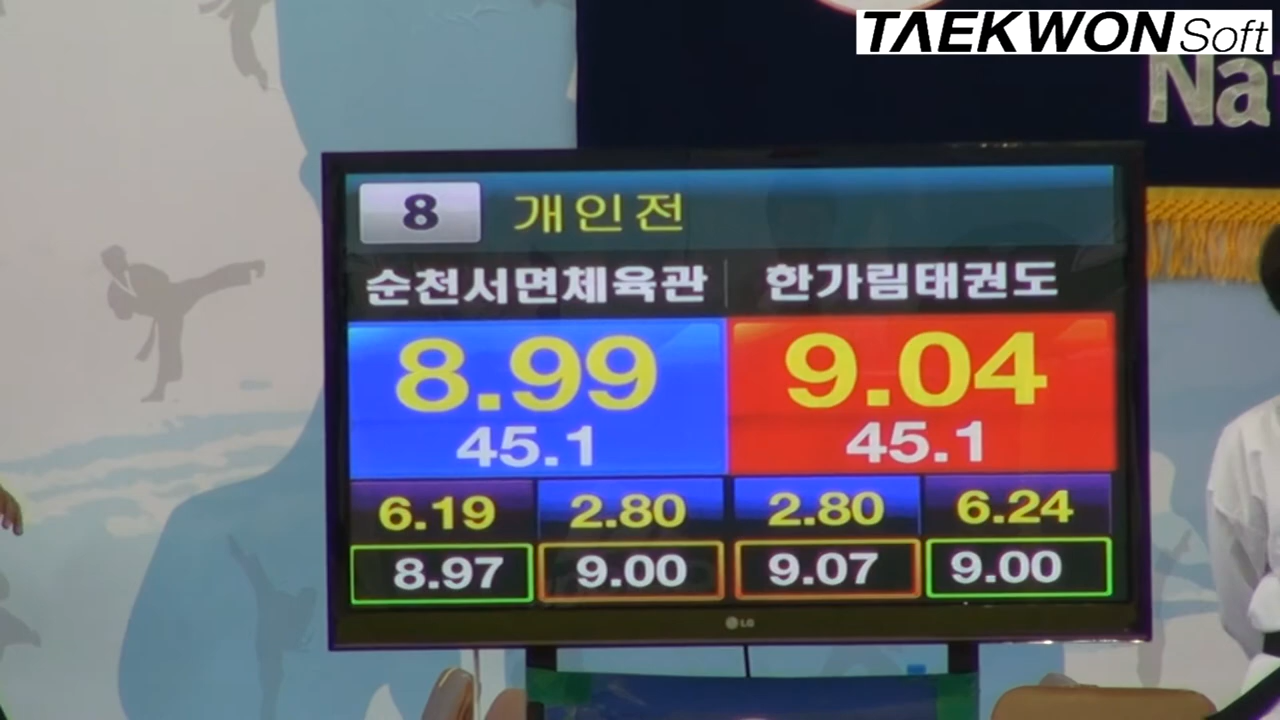 TAEKWON Soft
Na
8 개인전
순천서면체육관 한가림태권도
8.99 9.04
45.1 45.1
6.19 2.80 2.80 6.24
8.97 9.00 9.07 9.00
LG